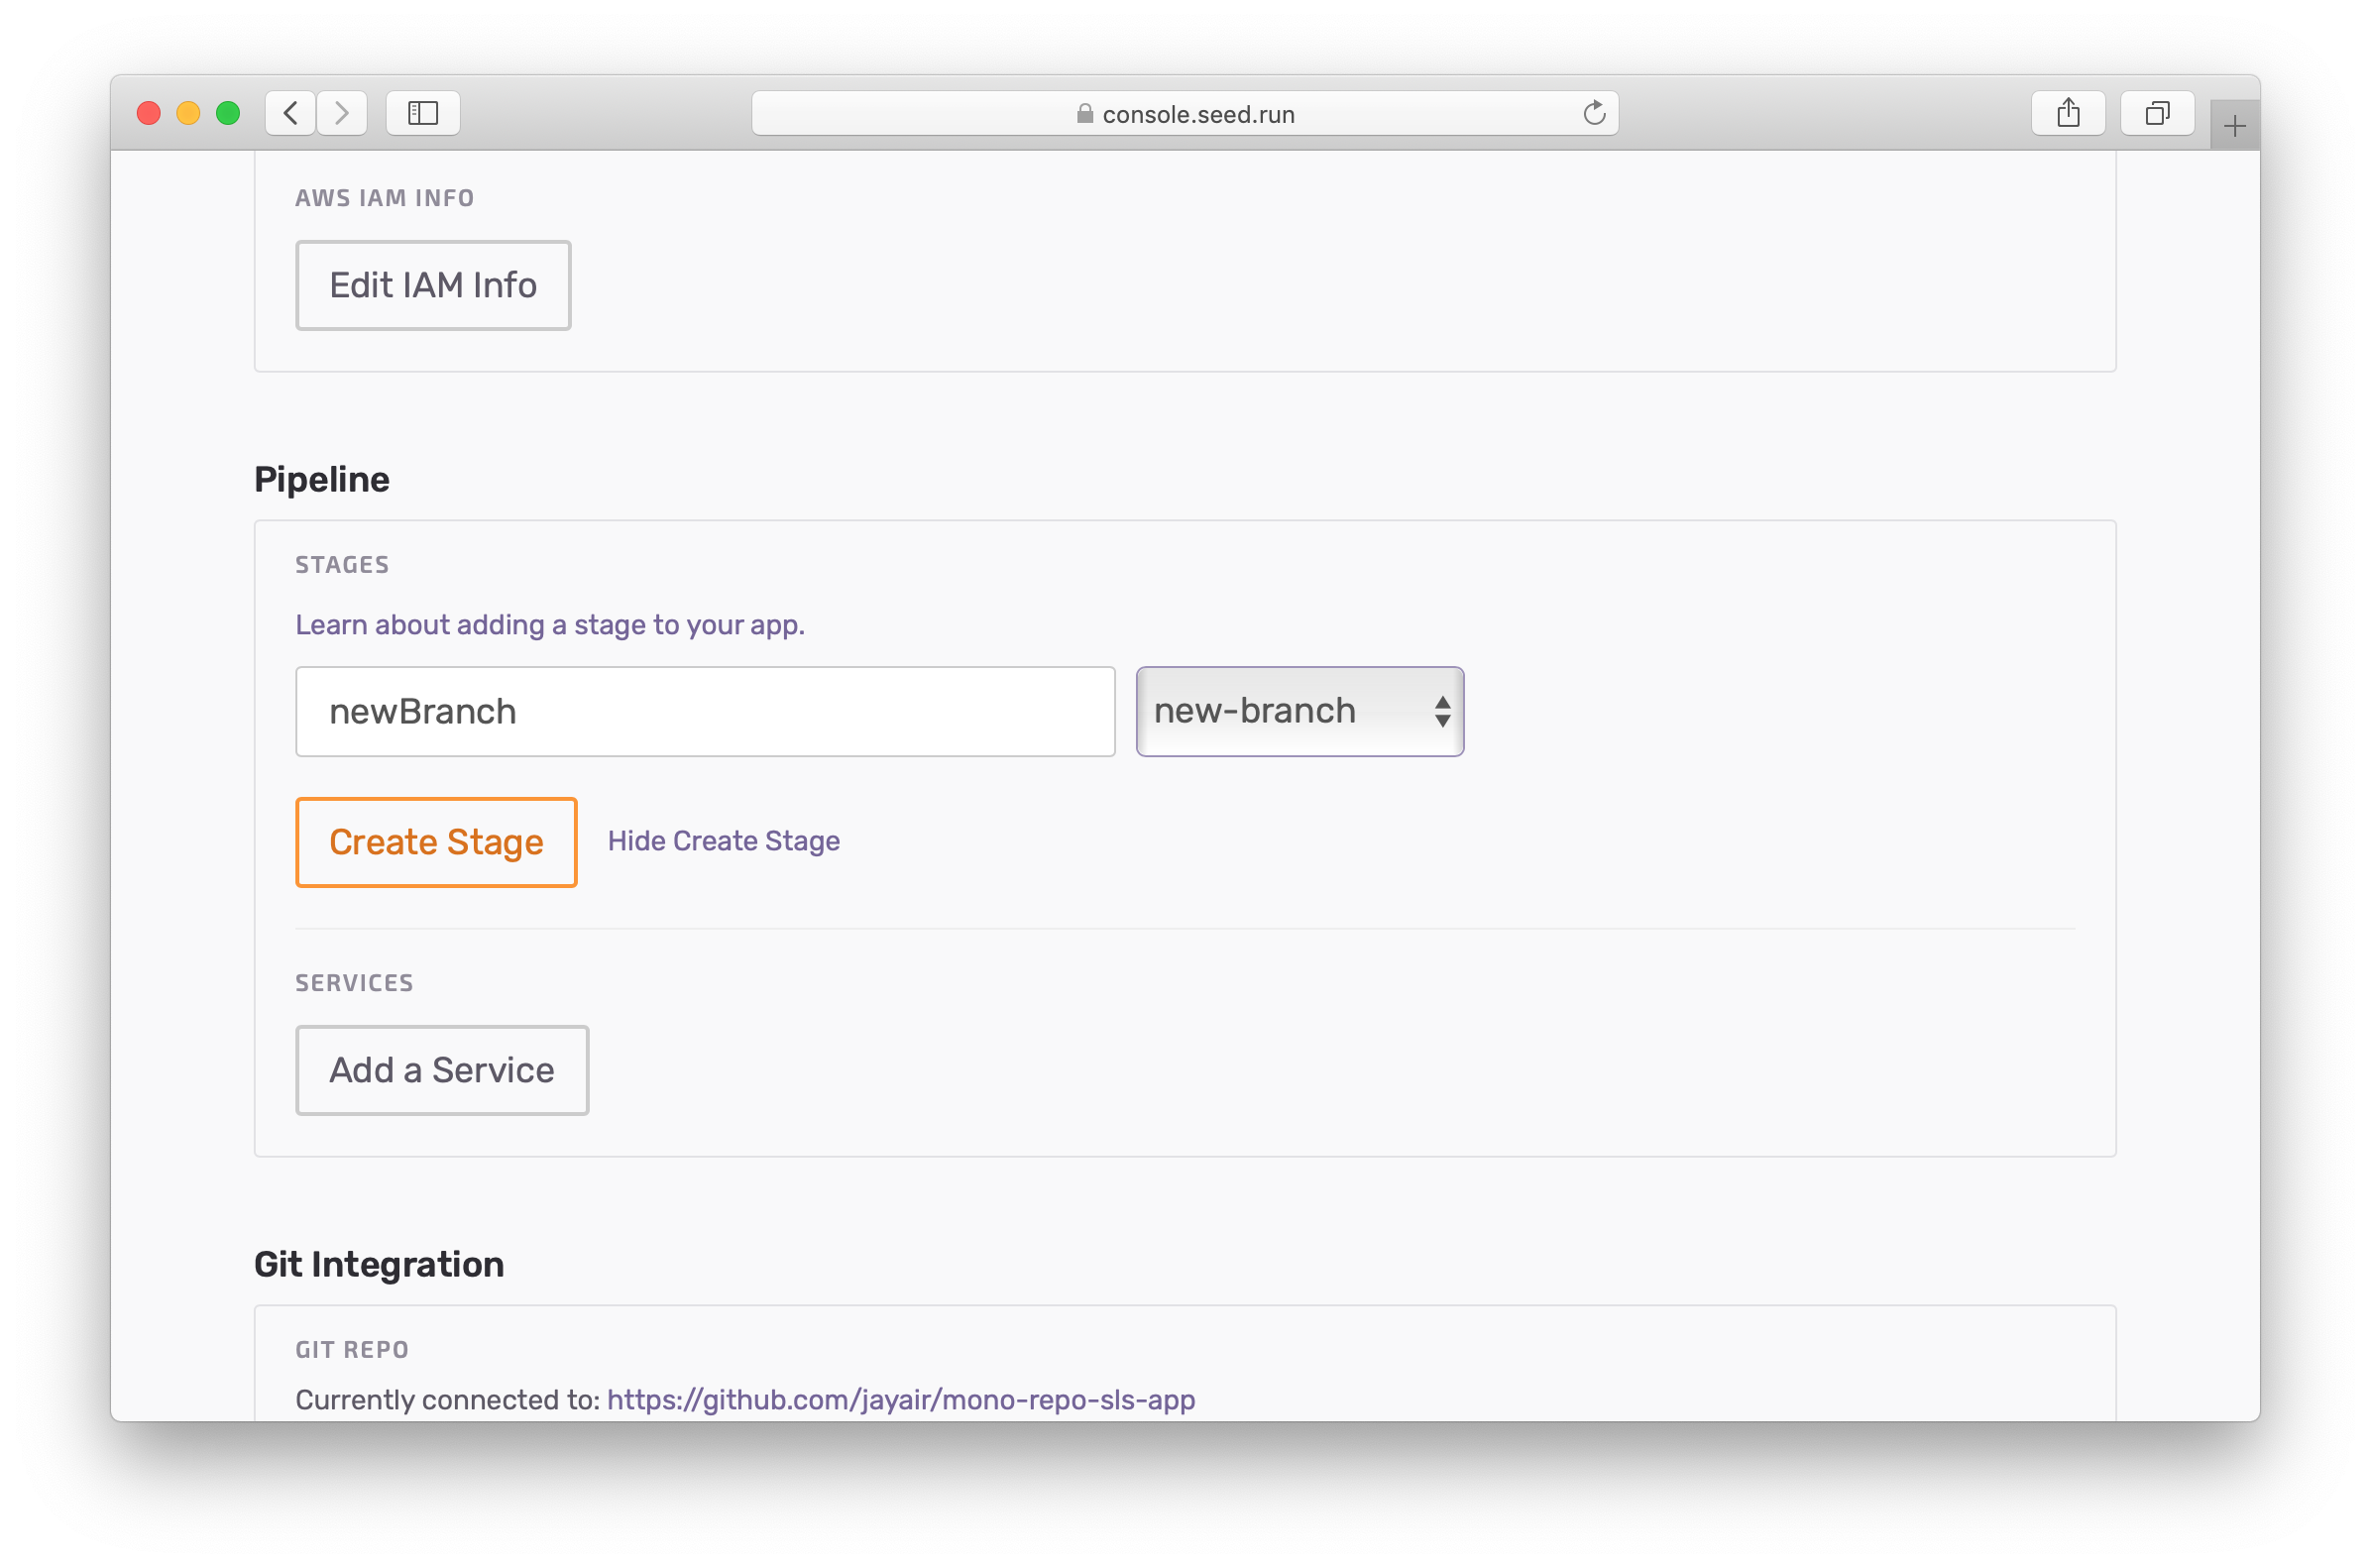 console.seed.run
AWS IAM INFO
Edit IAM Info
Pipeline
STAGES
Learn about adding a stage to your app.
newBranch new-branch
Create Stage Hide Create Stage
SERVICES
Add a Service
Git Integration
GIT REPO
Currently connected to: https://github.com/jayair/mono-repo-sls-app